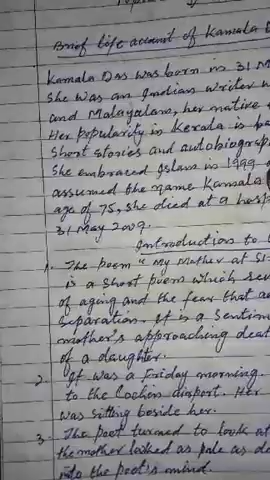 Brief life account of Kamala
Kamala Das was born in 31 M
She was an Indian writer w
and Malayalam, her native
Her popularity in Kerala is ba
short stories and autobiograp
She embraced Islam in 1999
assumed the name Kamala
age of 75, she died at a hosp
31 May 2009.
Introduction to
1. The poem "My Mother at Si
is a short poem which rev
of aging and the fear that a
separation. It is a Sentim
mother's approaching dea
of a daughter.
2. It was a Friday morning.
to the Cochin airport. Her
was sitting beside her.
3. The poet turned to look at
the mother looked as pale as de
into the poet's mind.